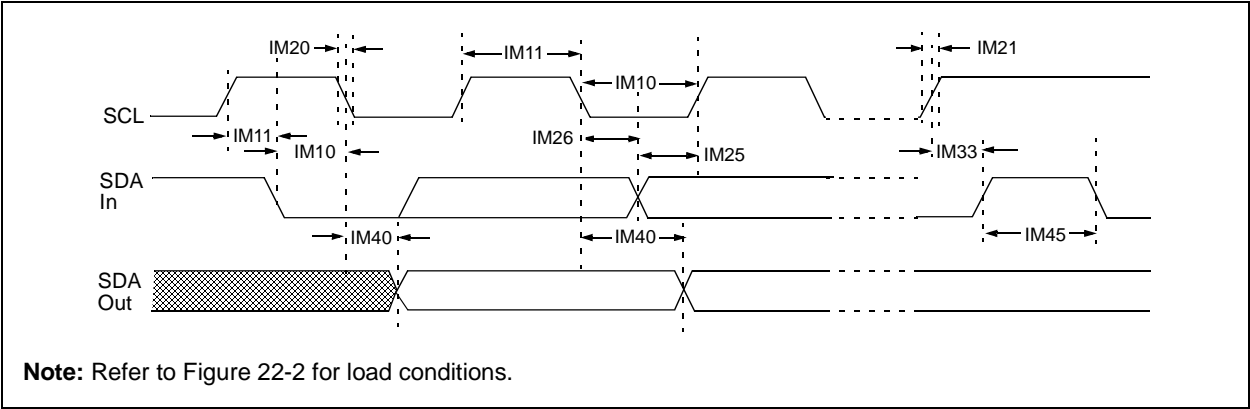 IM20
IM11
IM21
IM10
SCL
IM11
IM10
IM26
IM25
IM33
SDA
In
IM40
IM40
IM45
SDA
Out
Note: Refer to Figure 22-2 for load conditions.